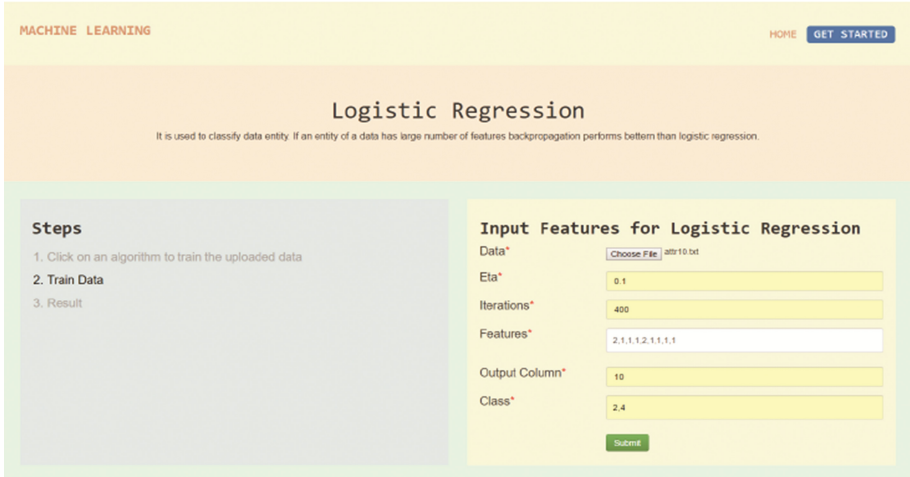 MACHINE LEARNING
HOME GET STARTED
Logistic Regression
It is used to classify data entity. If an entity of a data has large number of features backpropagation performs bettern than logistic regression.
Steps
1. Click on an algorithm to train the uploaded data
2. Train Data
3. Result
Input Features for Logistic Regression
Data* Choose File attr10.txt
Eta* 0.1
Iterations* 400
Features* 2,1,1,1,2,1,1,1,1
Output Column* 10
Class* 2,4
Submit